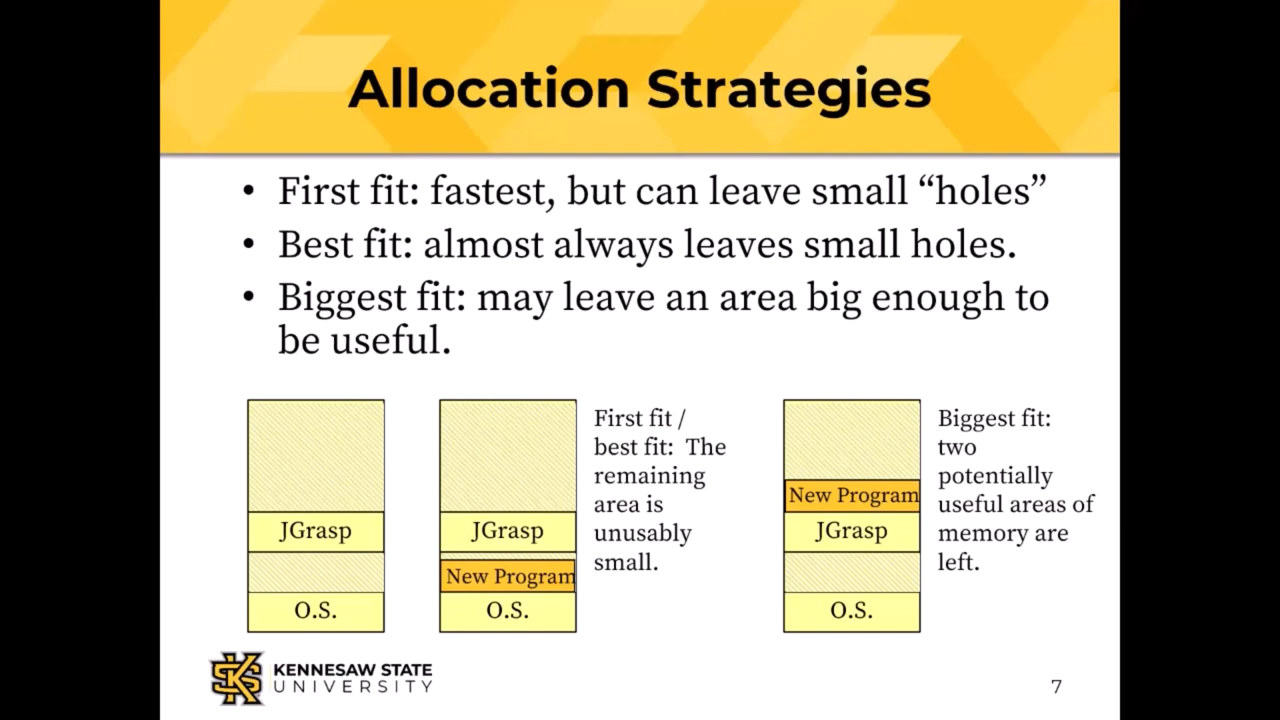 Allocation Strategies
• First fit: fastest, but can leave small “holes”
• Best fit: almost always leaves small holes.
• Biggest fit: may leave an area big enough to
be useful.
JGrasp
O.S.
JGrasp
New Program
O.S.
First fit /
best fit: The
remaining
area is
unusably
small.
New Program
JGrasp
O.S.
Biggest fit:
two
potentially
useful areas of
memory are
left.
KS
KENNESAW STATE
UNIVERSITY
7